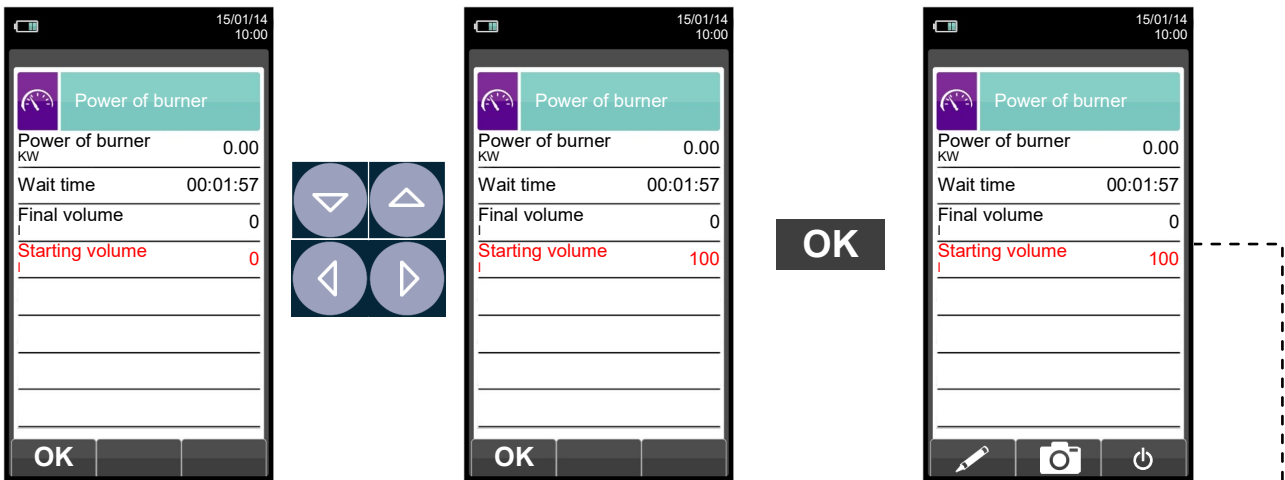 15/01/14
10:00
Power of burner
Power of burner
KW
0.00
Wait time 00:01:57
Final volume
l
0
Starting volume
l
0
OK
15/01/14
10:00
Power of burner
Power of burner
KW
0.00
Wait time 00:01:57
Final volume
l
0
Starting volume
l
100
OK
OK
15/01/14
10:00
Power of burner
Power of burner
KW
0.00
Wait time 00:01:57
Final volume
l
0
Starting volume
l
100